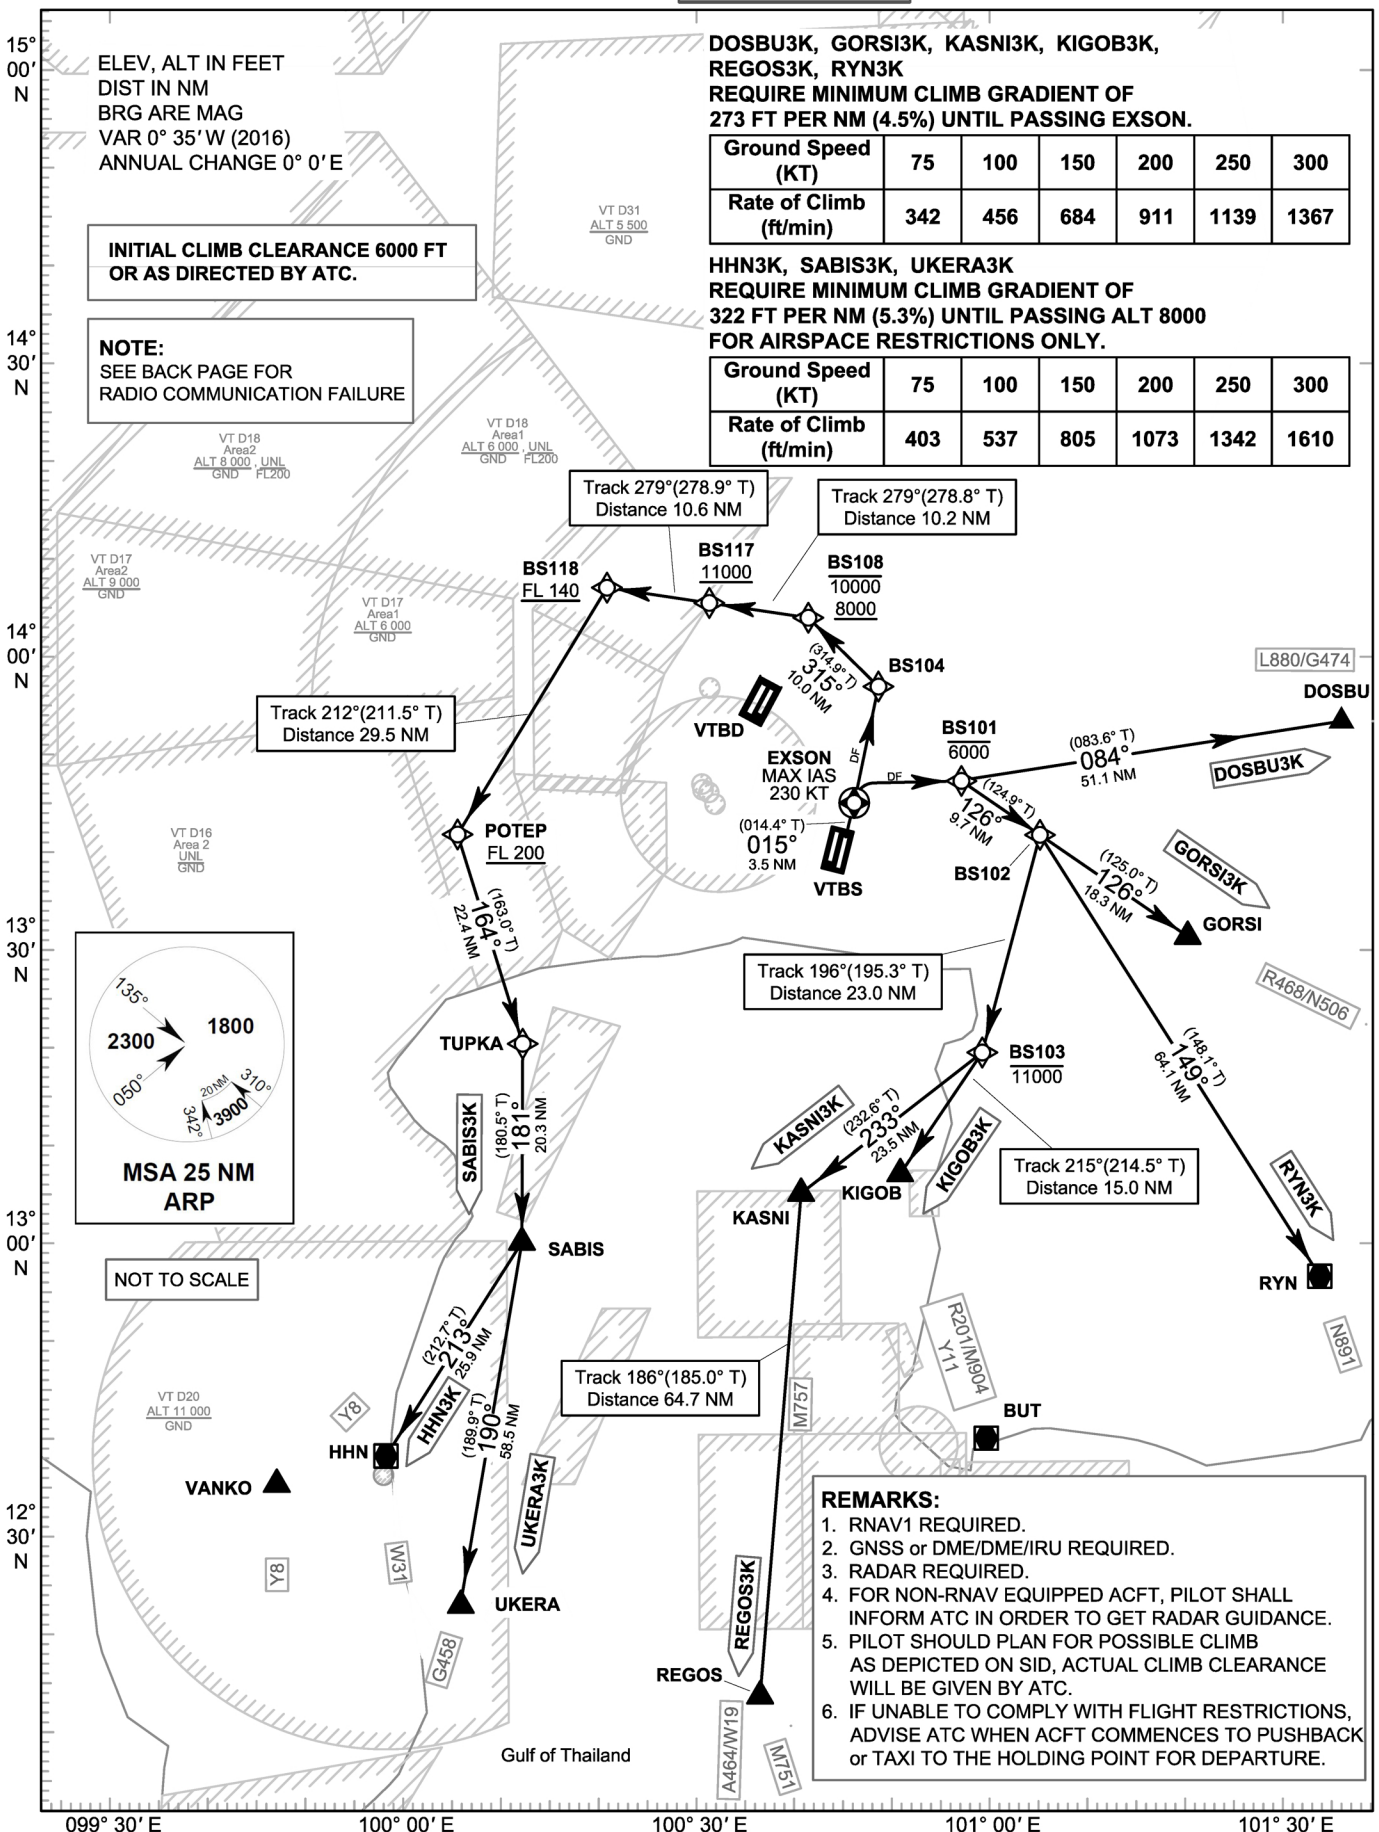 15°
00'
N
14°
30'
N
14°
00'
N
13°
30'
N
13°
00'
N
12°
30'
N
ELEV, ALT IN FEET
DIST IN NM
BRG ARE MAG
VAR 0° 35' W (2016)
ANNUAL CHANGE 0° 0' E
INITIAL CLIMB CLEARANCE 6000 FT
OR AS DIRECTED BY ATC.
NOTE:
SEE BACK PAGE FOR
RADIO COMMUNICATION FAILURE
DOSBU3K, GORSI3K, KASNI3K, KIGOB3K,
REGOS3K, RYN3K
REQUIRE MINIMUM CLIMB GRADIENT OF
273 FT PER NM (4.5%) UNTIL PASSING EXSON.
Ground Speed (KT) 75 100 150 200 250 300
Rate of Climb (ft/min) 342 456 684 911 1139 1367
HHN3K, SABIS3K, UKERA3K
REQUIRE MINIMUM CLIMB GRADIENT OF
322 FT PER NM (5.3%) UNTIL PASSING ALT 8000
FOR AIRSPACE RESTRICTIONS ONLY.
Ground Speed (KT) 75 100 150 200 250 300
Rate of Climb (ft/min) 403 537 805 1073 1342 1610
VT D31
ALT 5 500
GND
VT D18
Area2
ALT 8 000 , UNL
GND FL200
VT D18
Area1
ALT 6 000 , UNL
GND FL200
VT D17
Area2
ALT 9 000
GND
VT D17
Area1
ALT 6 000
GND
VT D16
Area 2
UNL
GND
Track 279°(278.9° T)
Distance 10.6 NM
Track 279°(278.8° T)
Distance 10.2 NM
BS118
FL 140
BS117
11000
BS108
10000
8000
(314.9° T)
315°
10.0 NM
BS104
L880/G474
DOSBU
Track 212°(211.5° T)
Distance 29.5 NM
VTBD
EXSON
MAX IAS
230 KT
DF
DF
BS101
6000
(083.6° T)
084°
51.1 NM
DOSBU3K
(014.4° T)
015°
3.5 NM
VTBS
(124.9° T)
126°
9.7 NM
BS102
(125.0° T)
126°
18.3 NM
GORSI3K
GORSI
POTEP
FL 200
(163.0° T)
164°
22.4 NM
R468/N506
Track 196°(195.3° T)
Distance 23.0 NM
135°
2300
1800
050°
20 NM
310°
342°
3900
MSA 25 NM
ARP
TUPKA
BS103
11000
(148.1° T)
149°
64.1 NM
SABIS3K
(180.5° T)
181°
20.3 NM
KASNI3K
(232.6° T)
233°
23.5 NM
KIGOB3K
Track 215°(214.5° T)
Distance 15.0 NM
KIGOB
KASNI
RYN3K
RYN
SABIS
NOT TO SCALE
(212.7° T)
213°
25.9 NM
HHN3K
(189.9° T)
190°
58.5 NM
UKERA3K
Track 186°(185.0° T)
Distance 64.7 NM
M757
R201/M904
Y11
N891
BUT
VT D20
ALT 11 000
GND
Y8
HHN
VANKO
Y8
W31
UKERA
G458
REGOS3K
REGOS
A464/W19
M751
Gulf of Thailand
REMARKS:
1. RNAV1 REQUIRED.
2. GNSS or DME/DME/IRU REQUIRED.
3. RADAR REQUIRED.
4. FOR NON-RNAV EQUIPPED ACFT, PILOT SHALL
INFORM ATC IN ORDER TO GET RADAR GUIDANCE.
5. PILOT SHOULD PLAN FOR POSSIBLE CLIMB
AS DEPICTED ON SID, ACTUAL CLIMB CLEARANCE
WILL BE GIVEN BY ATC.
6. IF UNABLE TO COMPLY WITH FLIGHT RESTRICTIONS,
ADVISE ATC WHEN ACFT COMMENCES TO PUSHBACK
or TAXI TO THE HOLDING POINT FOR DEPARTURE.
099° 30' E
100° 00' E
100° 30' E
101° 00' E
101° 30' E